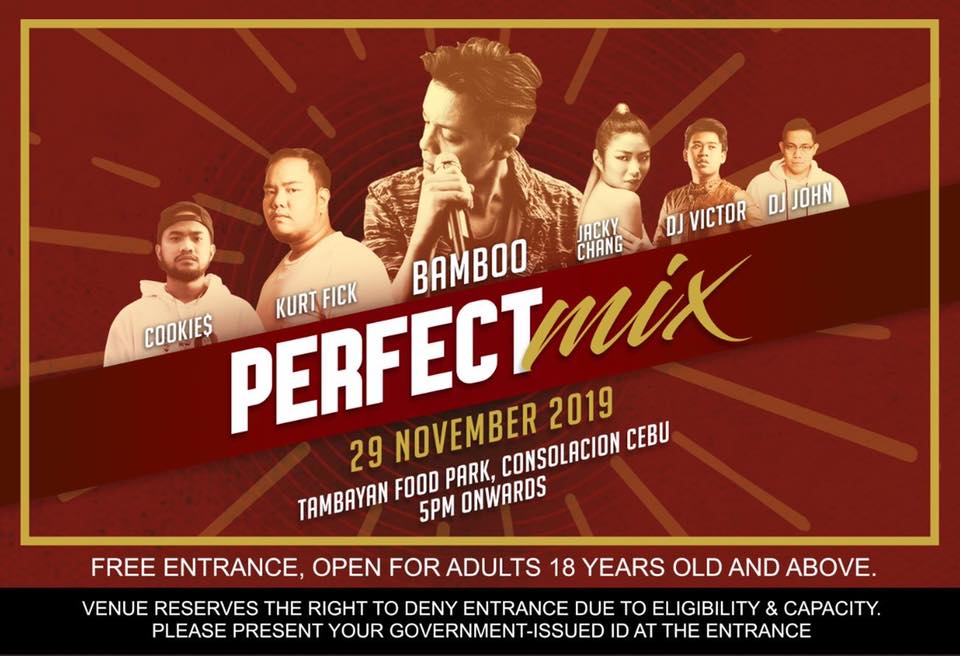 COOKIE$
KURT FICK
BAMBOO
JACKY
CHANG
DJ VICTOR
DJ JOHN
PERFECT mix
29 NOVEMBER 2019
TAMBAYAN FOOD PARK, CONSOLACION CEBU
5PM ONWARDS
FREE ENTRANCE, OPEN FOR ADULTS 18 YEARS OLD AND ABOVE.
VENUE RESERVES THE RIGHT TO DENY ENTRANCE DUE TO ELIGIBILITY & CAPACITY.
PLEASE PRESENT YOUR GOVERNMENT-ISSUED ID AT THE ENTRANCE